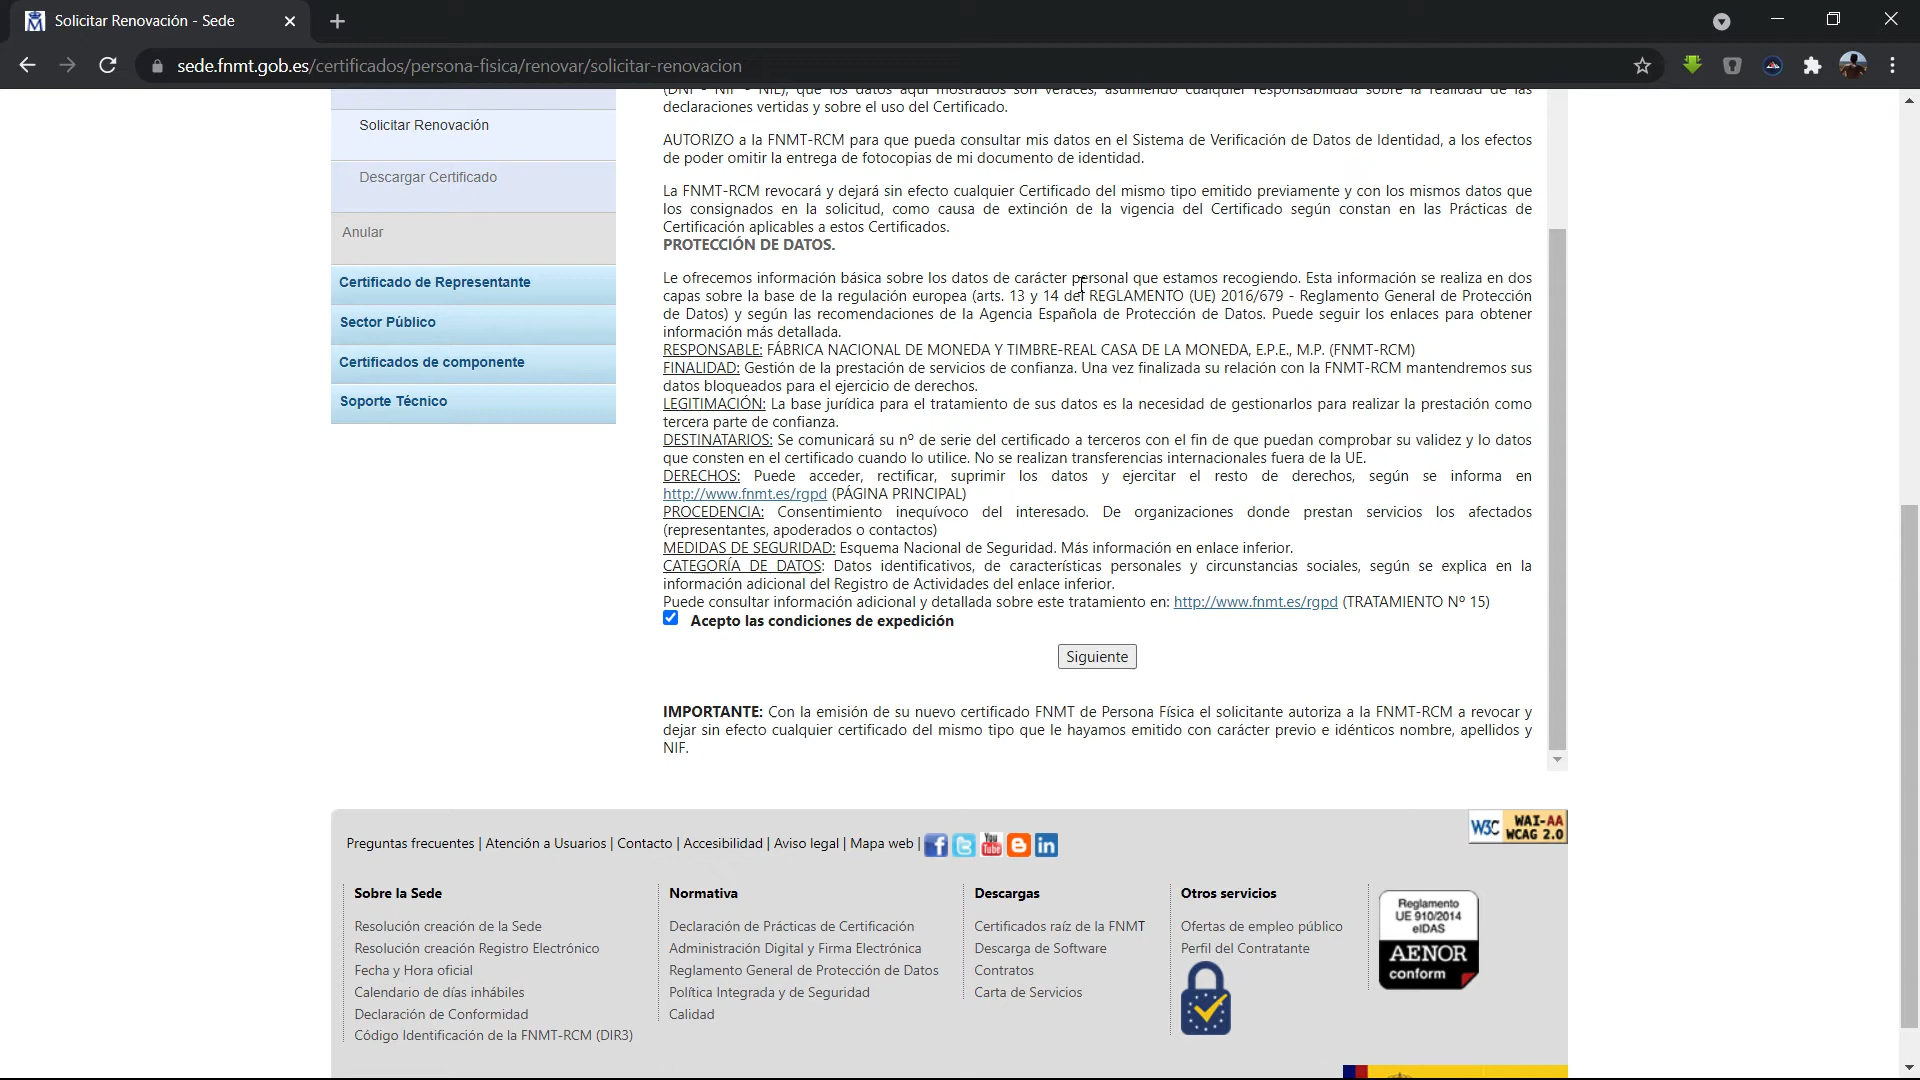 Solicitar Renovación - Sede
sede.fnmt.gob.es/certificados/persona-fisica/renovar/solicitar-renovacion
Solicitar Renovación
Descargar Certificado
Anular
Certificado de Representante
Sector Público
Certificados de componente
Soporte Técnico
(DNI - NIF - NIE), que los datos aquí mostrados son veraces, asumiendo cualquier responsabilidad sobre la realidad de las
declaraciones vertidas y sobre el uso del Certificado.
AUTORIZO a la FNMT-RCM para que pueda consultar mis datos en el Sistema de Verificación de Datos de Identidad, a los efectos
de poder omitir la entrega de fotocopias de mi documento de identidad.
La FNMT-RCM revocará y dejará sin efecto cualquier Certificado del mismo tipo emitido previamente y con los mismos datos que
los consignados en la solicitud, como causa de extinción de la vigencia del Certificado según constan en las Prácticas de
Certificación aplicables a estos Certificados.
PROTECCIÓN DE DATOS.
Le ofrecemos información básica sobre los datos de carácter personal que estamos recogiendo. Esta información se realiza en dos
capas sobre la base de la regulación europea (arts. 13 y 14 del REGLAMENTO (UE) 2016/679 - Reglamento General de Protección
de Datos) y según las recomendaciones de la Agencia Española de Protección de Datos. Puede seguir los enlaces para obtener
información más detallada.
RESPONSABLE: FÁBRICA NACIONAL DE MONEDA Y TIMBRE-REAL CASA DE LA MONEDA, E.P.E., M.P. (FNMT-RCM)
FINALIDAD: Gestión de la prestación de servicios de confianza. Una vez finalizada su relación con la FNMT-RCM mantendremos sus
datos bloqueados para el ejercicio de derechos.
LEGITIMACIÓN: La base jurídica para el tratamiento de sus datos es la necesidad de gestionarlos para realizar la prestación como
tercera parte de confianza.
DESTINATARIOS: Se comunicará su nº de serie del certificado a terceros con el fin de que puedan comprobar su validez y lo datos
que consten en el certificado cuando lo utilice. No se realizan transferencias internacionales fuera de la UE.
DERECHOS: Puede acceder, rectificar, suprimir los datos y ejercitar el resto de derechos, según se informa en
http://www.fnmt.es/rgpd (PÁGINA PRINCIPAL)
PROCEDENCIA: Consentimiento inequívoco del interesado. De organizaciones donde prestan servicios los afectados
(representantes, apoderados o contactos)
MEDIDAS DE SEGURIDAD: Esquema Nacional de Seguridad. Más información en enlace inferior.
CATEGORÍA DE DATOS: Datos identificativos, de características personales y circunstancias sociales, según se explica en la
información adicional del Registro de Actividades del enlace inferior.
Puede consultar información adicional y detallada sobre este tratamiento en: http://www.fnmt.es/rgpd (TRATAMIENTO Nº 15)
Acepto las condiciones de expedición
Siguiente
IMPORTANTE: Con la emisión de su nuevo certificado FNMT de Persona Física el solicitante autoriza a la FNMT-RCM a revocar y
dejar sin efecto cualquier certificado del mismo tipo que le hayamos emitido con carácter previo e idénticos nombre, apellidos y
NIF.
W3C WAI-AA WCAG 2.0
Preguntas frecuentes | Atención a Usuarios | Contacto | Accesibilidad | Aviso legal | Mapa web |
Sobre la Sede
Resolución creación de la Sede
Resolución creación Registro Electrónico
Fecha y Hora oficial
Calendario de días inhábiles
Declaración de Conformidad
Código Identificación de la FNMT-RCM (DIR3)
Normativa
Declaración de Prácticas de Certificación
Administración Digital y Firma Electrónica
Reglamento General de Protección de Datos
Política Integrada y de Seguridad
Calidad
Descargas
Certificados raíz de la FNMT
Descarga de Software
Contratos
Carta de Servicios
Otros servicios
Ofertas de empleo público
Perfil del Contratante
Reglamento
UE 910/2014
eIDAS
AENOR
conform